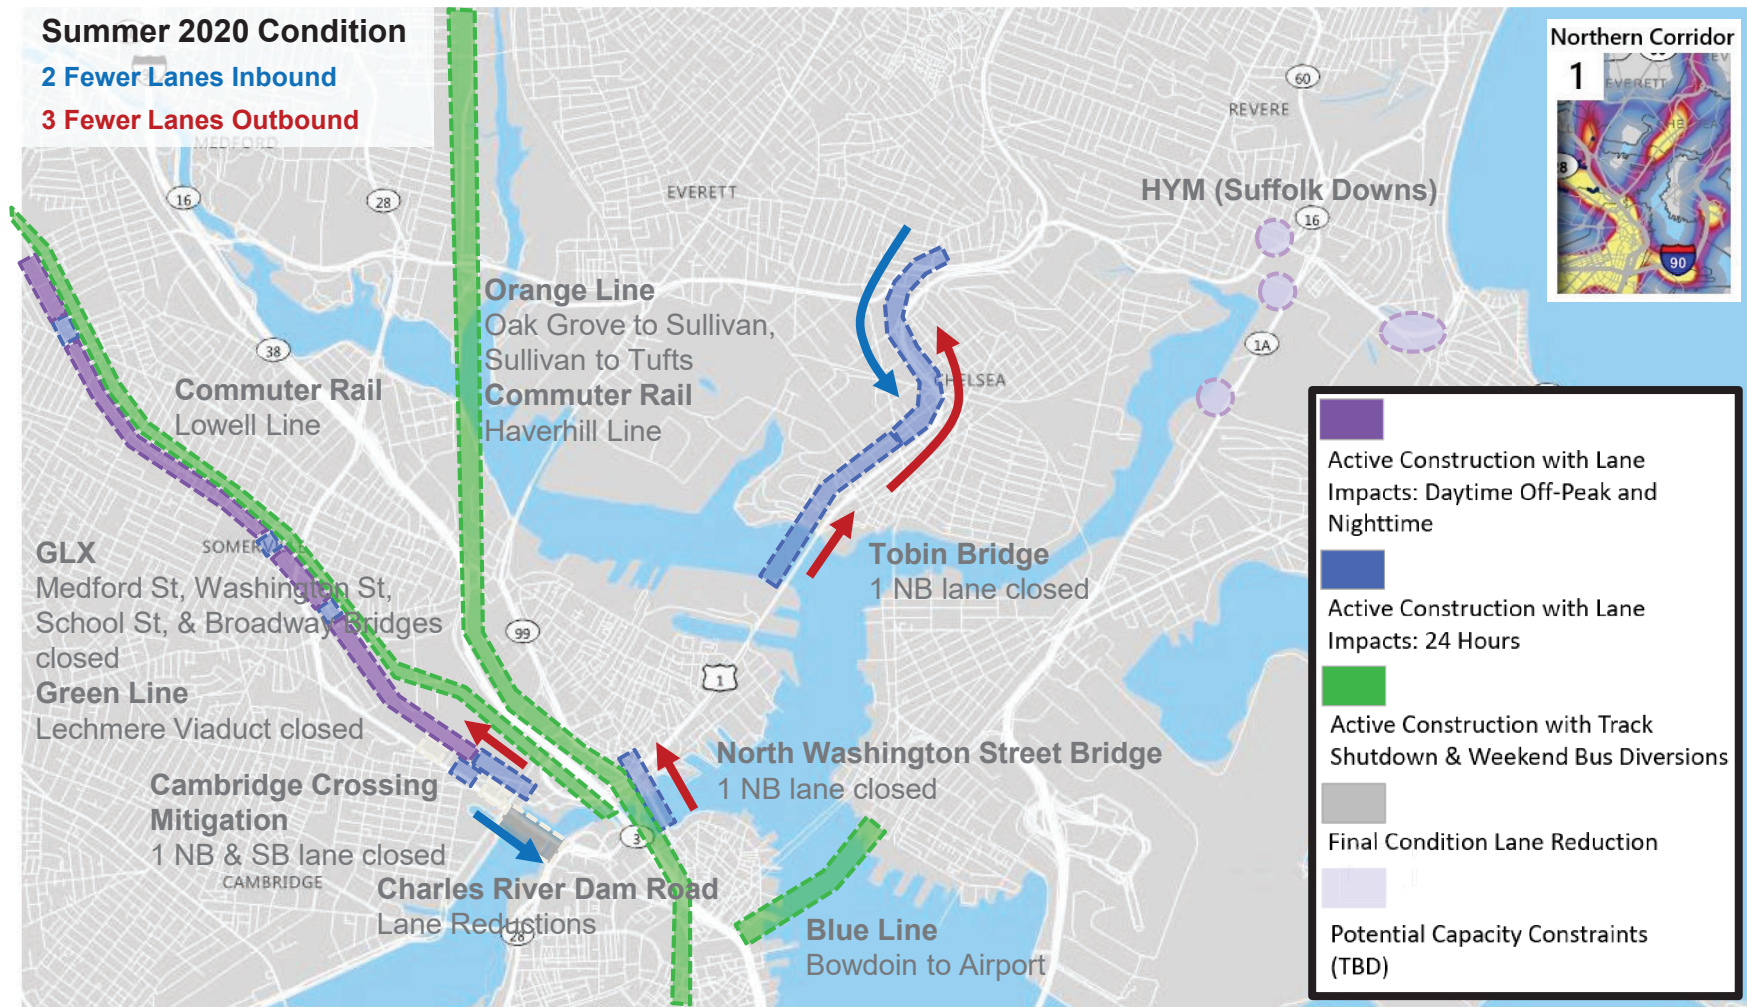 Summer 2020 Condition
2 Fewer Lanes Inbound
3 Fewer Lanes Outbound
MEDFORD
Northern Corridor
1
EVERETT
90
60
REVERE
16
28
EVERETT
HYM (Suffolk Downs)
16
Orange Line
Oak Grove to Sullivan,
Sullivan to Tufts
Commuter Rail
Haverhill Line
38
1A
Commuter Rail
Lowell Line
CHELSEA
GLX
Medford St, Washington St,
School St, & Broadway Bridges
closed
Green Line
Lechmere Viaduct closed
SOMERVILLE
99
1
Tobin Bridge
1 NB lane closed
North Washington Street Bridge
1 NB lane closed
Cambridge Crossing
Mitigation
1 NB & SB lane closed
CAMBRIDGE
3
Charles River Dam Road
Lane Reductions
28
Blue Line
Bowdoin to Airport
Active Construction with Lane
Impacts: Daytime Off-Peak and
Nighttime
Active Construction with Lane
Impacts: 24 Hours
Active Construction with Track
Shutdown & Weekend Bus Diversions
Final Condition Lane Reduction
Potential Capacity Constraints
(TBD)